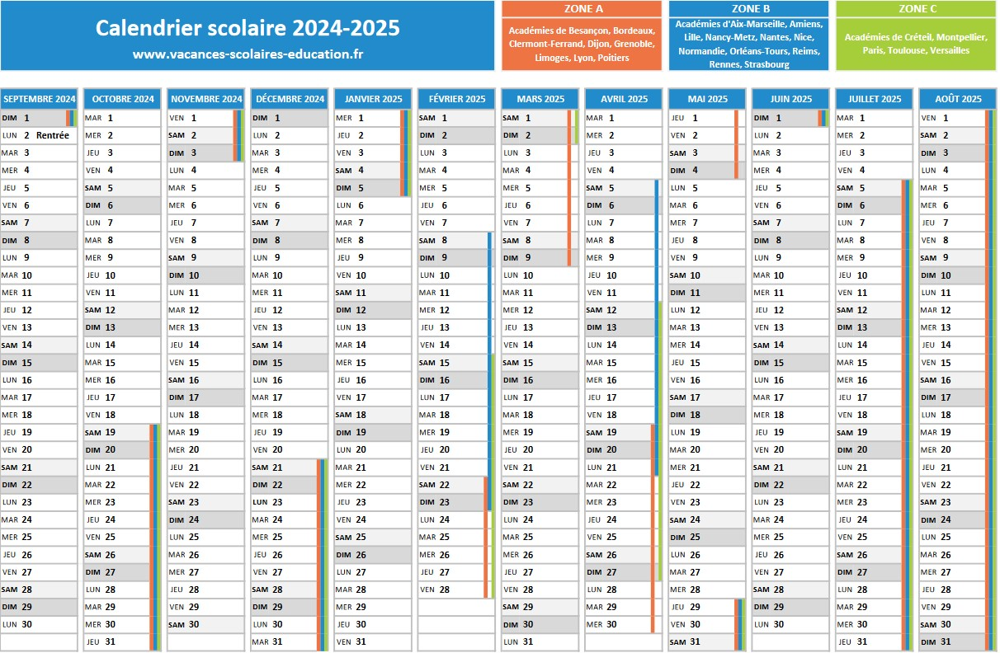 Calendrier scolaire 2024-2025
www.vacances-scolaires-education.fr
ZONE A
Académies de Besançon, Bordeaux,
Clermont-Ferrand, Dijon, Grenoble,
Limoges, Lyon, Poitiers
ZONE B
Académies d'Aix-Marseille, Amiens,
Lille, Nancy-Metz, Nantes, Nice,
Normandie, Orléans-Tours, Reims,
Rennes, Strasbourg
ZONE C
Académies de Créteil, Montpellier,
Paris, Toulouse, Versailles
SEPTEMBRE 2024 OCTOBRE 2024 NOVEMBRE 2024 DÉCEMBRE 2024 JANVIER 2025 FÉVRIER 2025 MARS 2025 AVRIL 2025 MAI 2025 JUIN 2025 JUILLET 2025 AOÛT 2025
DIM 1 MAR 1 VEN 1 DIM 1 MER 1 SAM 1 SAM 1 MAR 1 JEU 1 DIM 1 MAR 1 VEN 1
LUN 2 Rentrée MER 2 SAM 2 LUN 2 JEU 2 DIM 2 DIM 2 MER 2 VEN 2 LUN 2 MER 2 SAM 2
MAR 3 JEU 3 DIM 3 MAR 3 VEN 3 LUN 3 LUN 3 JEU 3 SAM 3 MAR 3 JEU 3 DIM 3
MER 4 VEN 4 LUN 4 MER 4 SAM 4 MAR 4 MAR 4 VEN 4 DIM 4 MER 4 VEN 4 LUN 4
JEU 5 SAM 5 MAR 5 JEU 5 DIM 5 MER 5 MER 5 SAM 5 LUN 5 JEU 5 SAM 5 MAR 5
VEN 6 DIM 6 MER 6 VEN 6 LUN 6 JEU 6 JEU 6 DIM 6 MAR 6 VEN 6 DIM 6 MER 6
SAM 7 LUN 7 JEU 7 SAM 7 MAR 7 VEN 7 VEN 7 LUN 7 MER 7 SAM 7 LUN 7 JEU 7
DIM 8 MAR 8 VEN 8 DIM 8 MER 8 SAM 8 SAM 8 MAR 8 JEU 8 DIM 8 MAR 8 VEN 8
LUN 9 MER 9 SAM 9 LUN 9 JEU 9 DIM 9 DIM 9 MER 9 VEN 9 LUN 9 MER 9 SAM 9
MAR 10 JEU 10 DIM 10 MAR 10 VEN 10 LUN 10 LUN 10 JEU 10 SAM 10 MAR 10 JEU 10 DIM 10
MER 11 VEN 11 LUN 11 MER 11 SAM 11 MAR 11 MAR 11 VEN 11 DIM 11 MER 11 VEN 11 LUN 11
JEU 12 SAM 12 MAR 12 JEU 12 DIM 12 MER 12 MER 12 SAM 12 LUN 12 JEU 12 SAM 12 MAR 12
VEN 13 DIM 13 MER 13 VEN 13 LUN 13 JEU 13 JEU 13 DIM 13 MAR 13 VEN 13 DIM 13 MER 13
SAM 14 LUN 14 JEU 14 SAM 14 MAR 14 VEN 14 VEN 14 LUN 14 MER 14 SAM 14 LUN 14 JEU 14
DIM 15 MAR 15 VEN 15 DIM 15 MER 15 SAM 15 SAM 15 MAR 15 JEU 15 DIM 15 MAR 15 VEN 15
LUN 16 MER 16 SAM 16 LUN 16 JEU 16 DIM 16 DIM 16 MER 16 VEN 16 LUN 16 MER 16 SAM 16
MAR 17 JEU 17 DIM 17 MAR 17 VEN 17 LUN 17 LUN 17 JEU 17 SAM 17 MAR 17 JEU 17 DIM 17
MER 18 VEN 18 LUN 18 MER 18 SAM 18 MAR 18 MAR 18 VEN 18 DIM 18 MER 18 VEN 18 LUN 18
JEU 19 SAM 19 MAR 19 JEU 19 DIM 19 MER 19 MER 19 SAM 19 LUN 19 JEU 19 SAM 19 MAR 19
VEN 20 DIM 20 MER 20 VEN 20 LUN 20 JEU 20 JEU 20 DIM 20 MAR 20 VEN 20 DIM 20 MER 20
SAM 21 LUN 21 JEU 21 SAM 21 MAR 21 VEN 21 VEN 21 LUN 21 MER 21 SAM 21 LUN 21 JEU 21
DIM 22 MAR 22 VEN 22 DIM 22 MER 22 SAM 22 SAM 22 MAR 22 JEU 22 DIM 22 MAR 22 VEN 22
LUN 23 MER 23 SAM 23 LUN 23 JEU 23 DIM 23 DIM 23 MER 23 VEN 23 LUN 23 MER 23 SAM 23
MAR 24 JEU 24 DIM 24 MAR 24 VEN 24 LUN 24 LUN 24 JEU 24 SAM 24 MAR 24 JEU 24 DIM 24
MER 25 VEN 25 LUN 25 MER 25 SAM 25 MAR 25 MAR 25 VEN 25 DIM 25 MER 25 VEN 25 LUN 25
JEU 26 SAM 26 MAR 26 JEU 26 DIM 26 MER 26 MER 26 SAM 26 LUN 26 JEU 26 SAM 26 MAR 26
VEN 27 DIM 27 MER 27 VEN 27 LUN 27 JEU 27 JEU 27 DIM 27 MAR 27 VEN 27 DIM 27 MER 27
SAM 28 LUN 28 JEU 28 SAM 28 MAR 28 VEN 28 VEN 28 LUN 28 MER 28 SAM 28 LUN 28 JEU 28
DIM 29 MAR 29 VEN 29 DIM 29 MER 29 SAM 29 MAR 29 JEU 29 DIM 29 MAR 29 VEN 29
LUN 30 MER 30 SAM 30 LUN 30 JEU 30 DIM 30 MER 30 VEN 30 LUN 30 MER 30 SAM 30
JEU 31 MAR 31 VEN 31 LUN 31 SAM 31 JEU 31 DIM 31